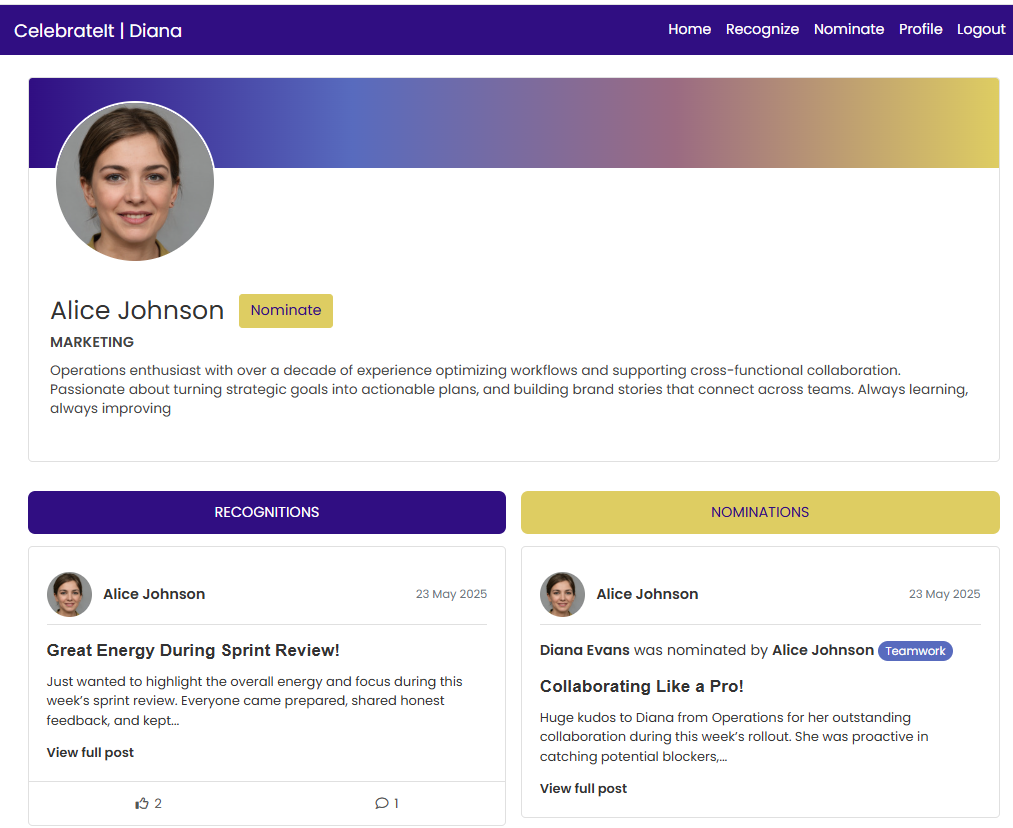 CelebrateIt | Diana
Home Recognize Nominate Profile Logout
Alice Johnson Nominate
MARKETING
Operations enthusiast with over a decade of experience optimizing workflows and supporting cross-functional collaboration.
Passionate about turning strategic goals into actionable plans, and building brand stories that connect across teams. Always learning,
always improving
RECOGNITIONS
Alice Johnson 23 May 2025
Great Energy During Sprint Review!
Just wanted to highlight the overall energy and focus during this
week’s sprint review. Everyone came prepared, shared honest
feedback, and kept…
View full post
2 1
NOMINATIONS
Alice Johnson 23 May 2025
Diana Evans was nominated by Alice Johnson Teamwork
Collaborating Like a Pro!
Huge kudos to Diana from Operations for her outstanding
collaboration during this week’s rollout. She was proactive in
catching potential blockers,…
View full post